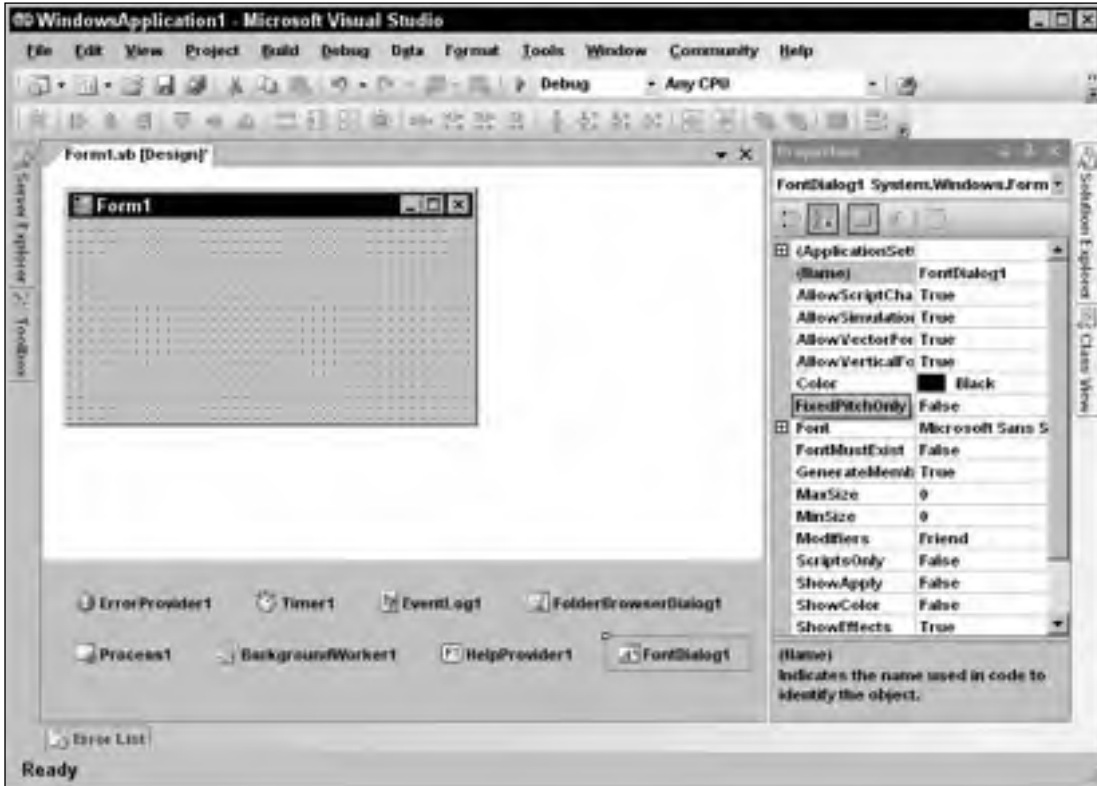 WindowsApplication1 - Microsoft Visual Studio
File Edit View Project Build Debug Data Format Tools Window Community Help
Debug Any CPU
Server Explorer
Toolbox
Form1.vb [Design]*
Form1
ErrorProvider1 Timer1 EventLog1 FolderBrowserDialog1
Process1 BackgroundWorker1 HelpProvider1 FontDialog1
Properties
FontDialog1 System.Windows.Form
(ApplicationSett
(Name) FontDialog1
AllowScriptCha True
AllowSimulation True
AllowVectorFor True
AllowVerticalFo True
Color Black
FixedPitchOnly False
Font Microsoft Sans S
FontMustExist False
GenerateMemb True
MaxSize 0
MinSize 0
Modifiers Friend
ScriptsOnly False
ShowApply False
ShowColor False
ShowEffects True
(Name)
Indicates the name used in code to
identify the object.
Solution Explorer
Class View
Error List
Ready